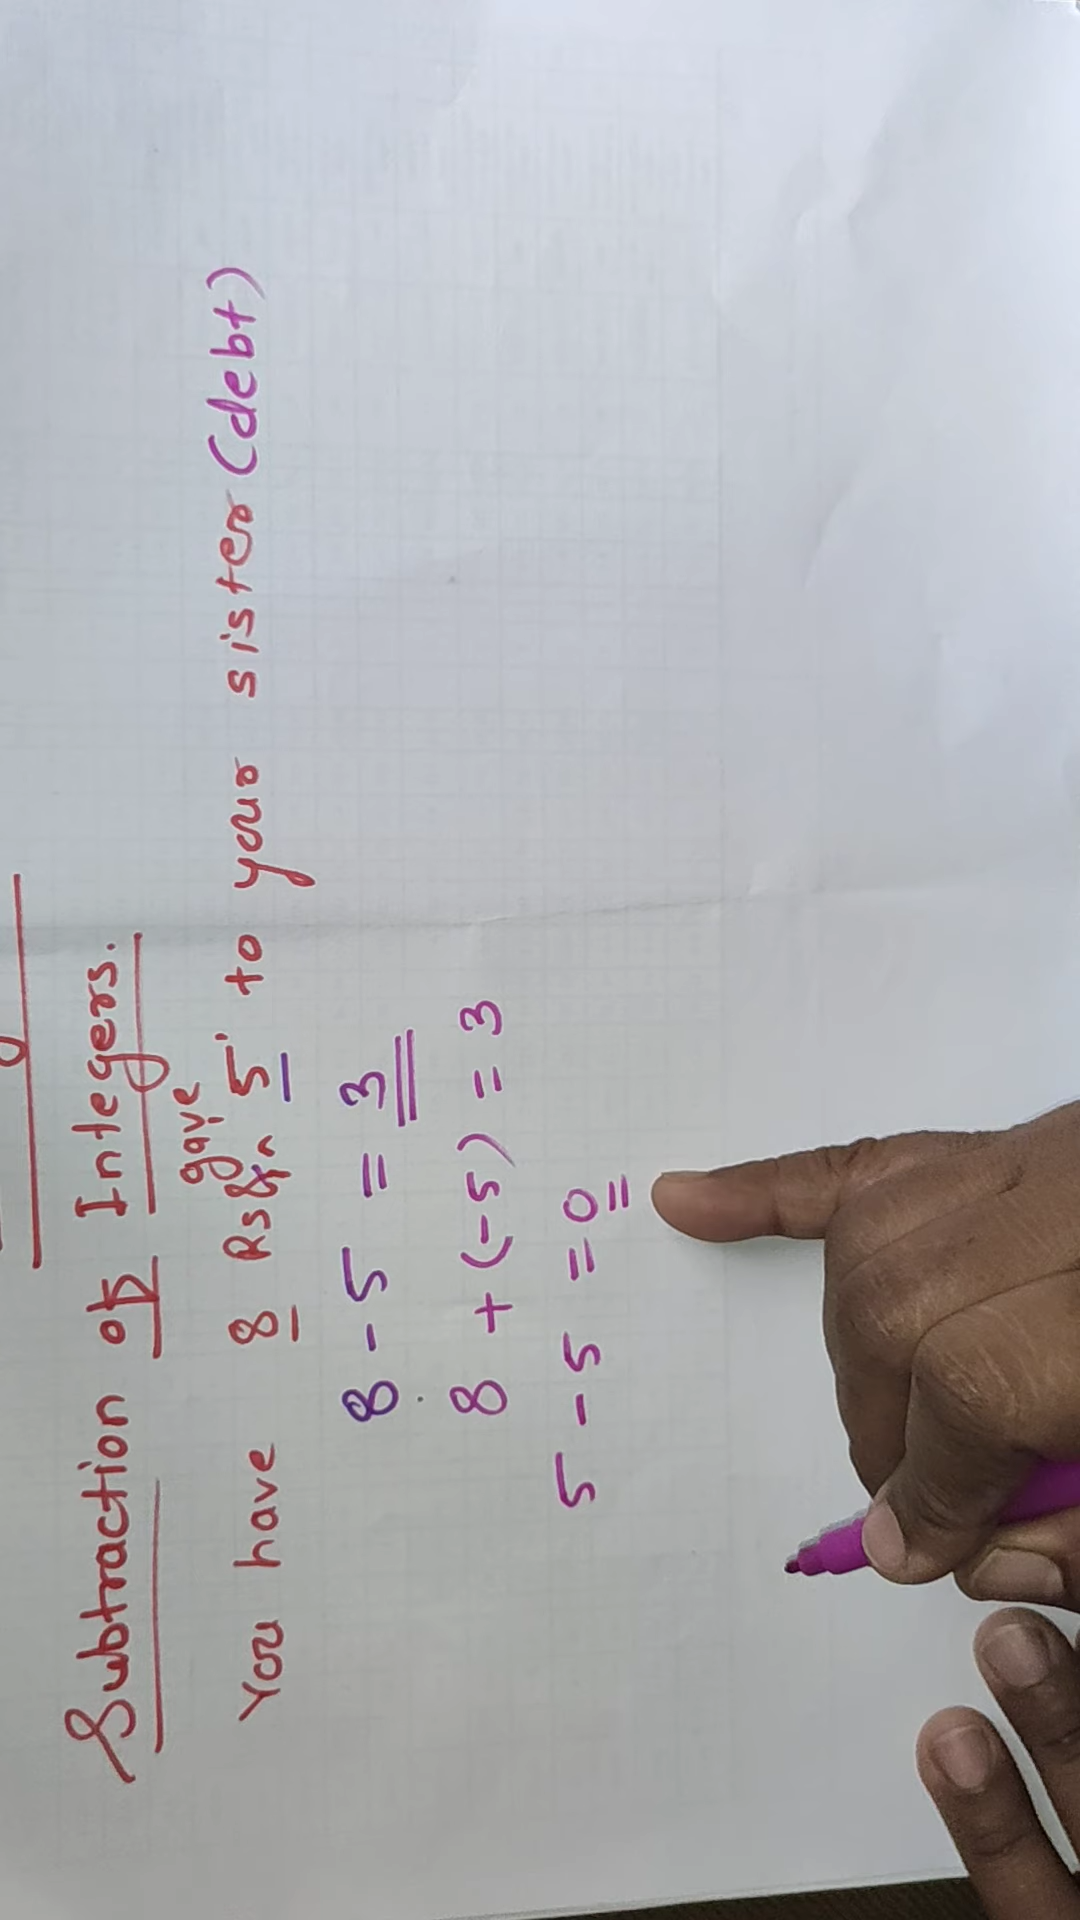 Subtraction of Integers.
gave
You have 8 Rs & ^ 5 to your sister (debt)
8 - 5 = 3
8 + (-5) = 3
5 - 5 = 0